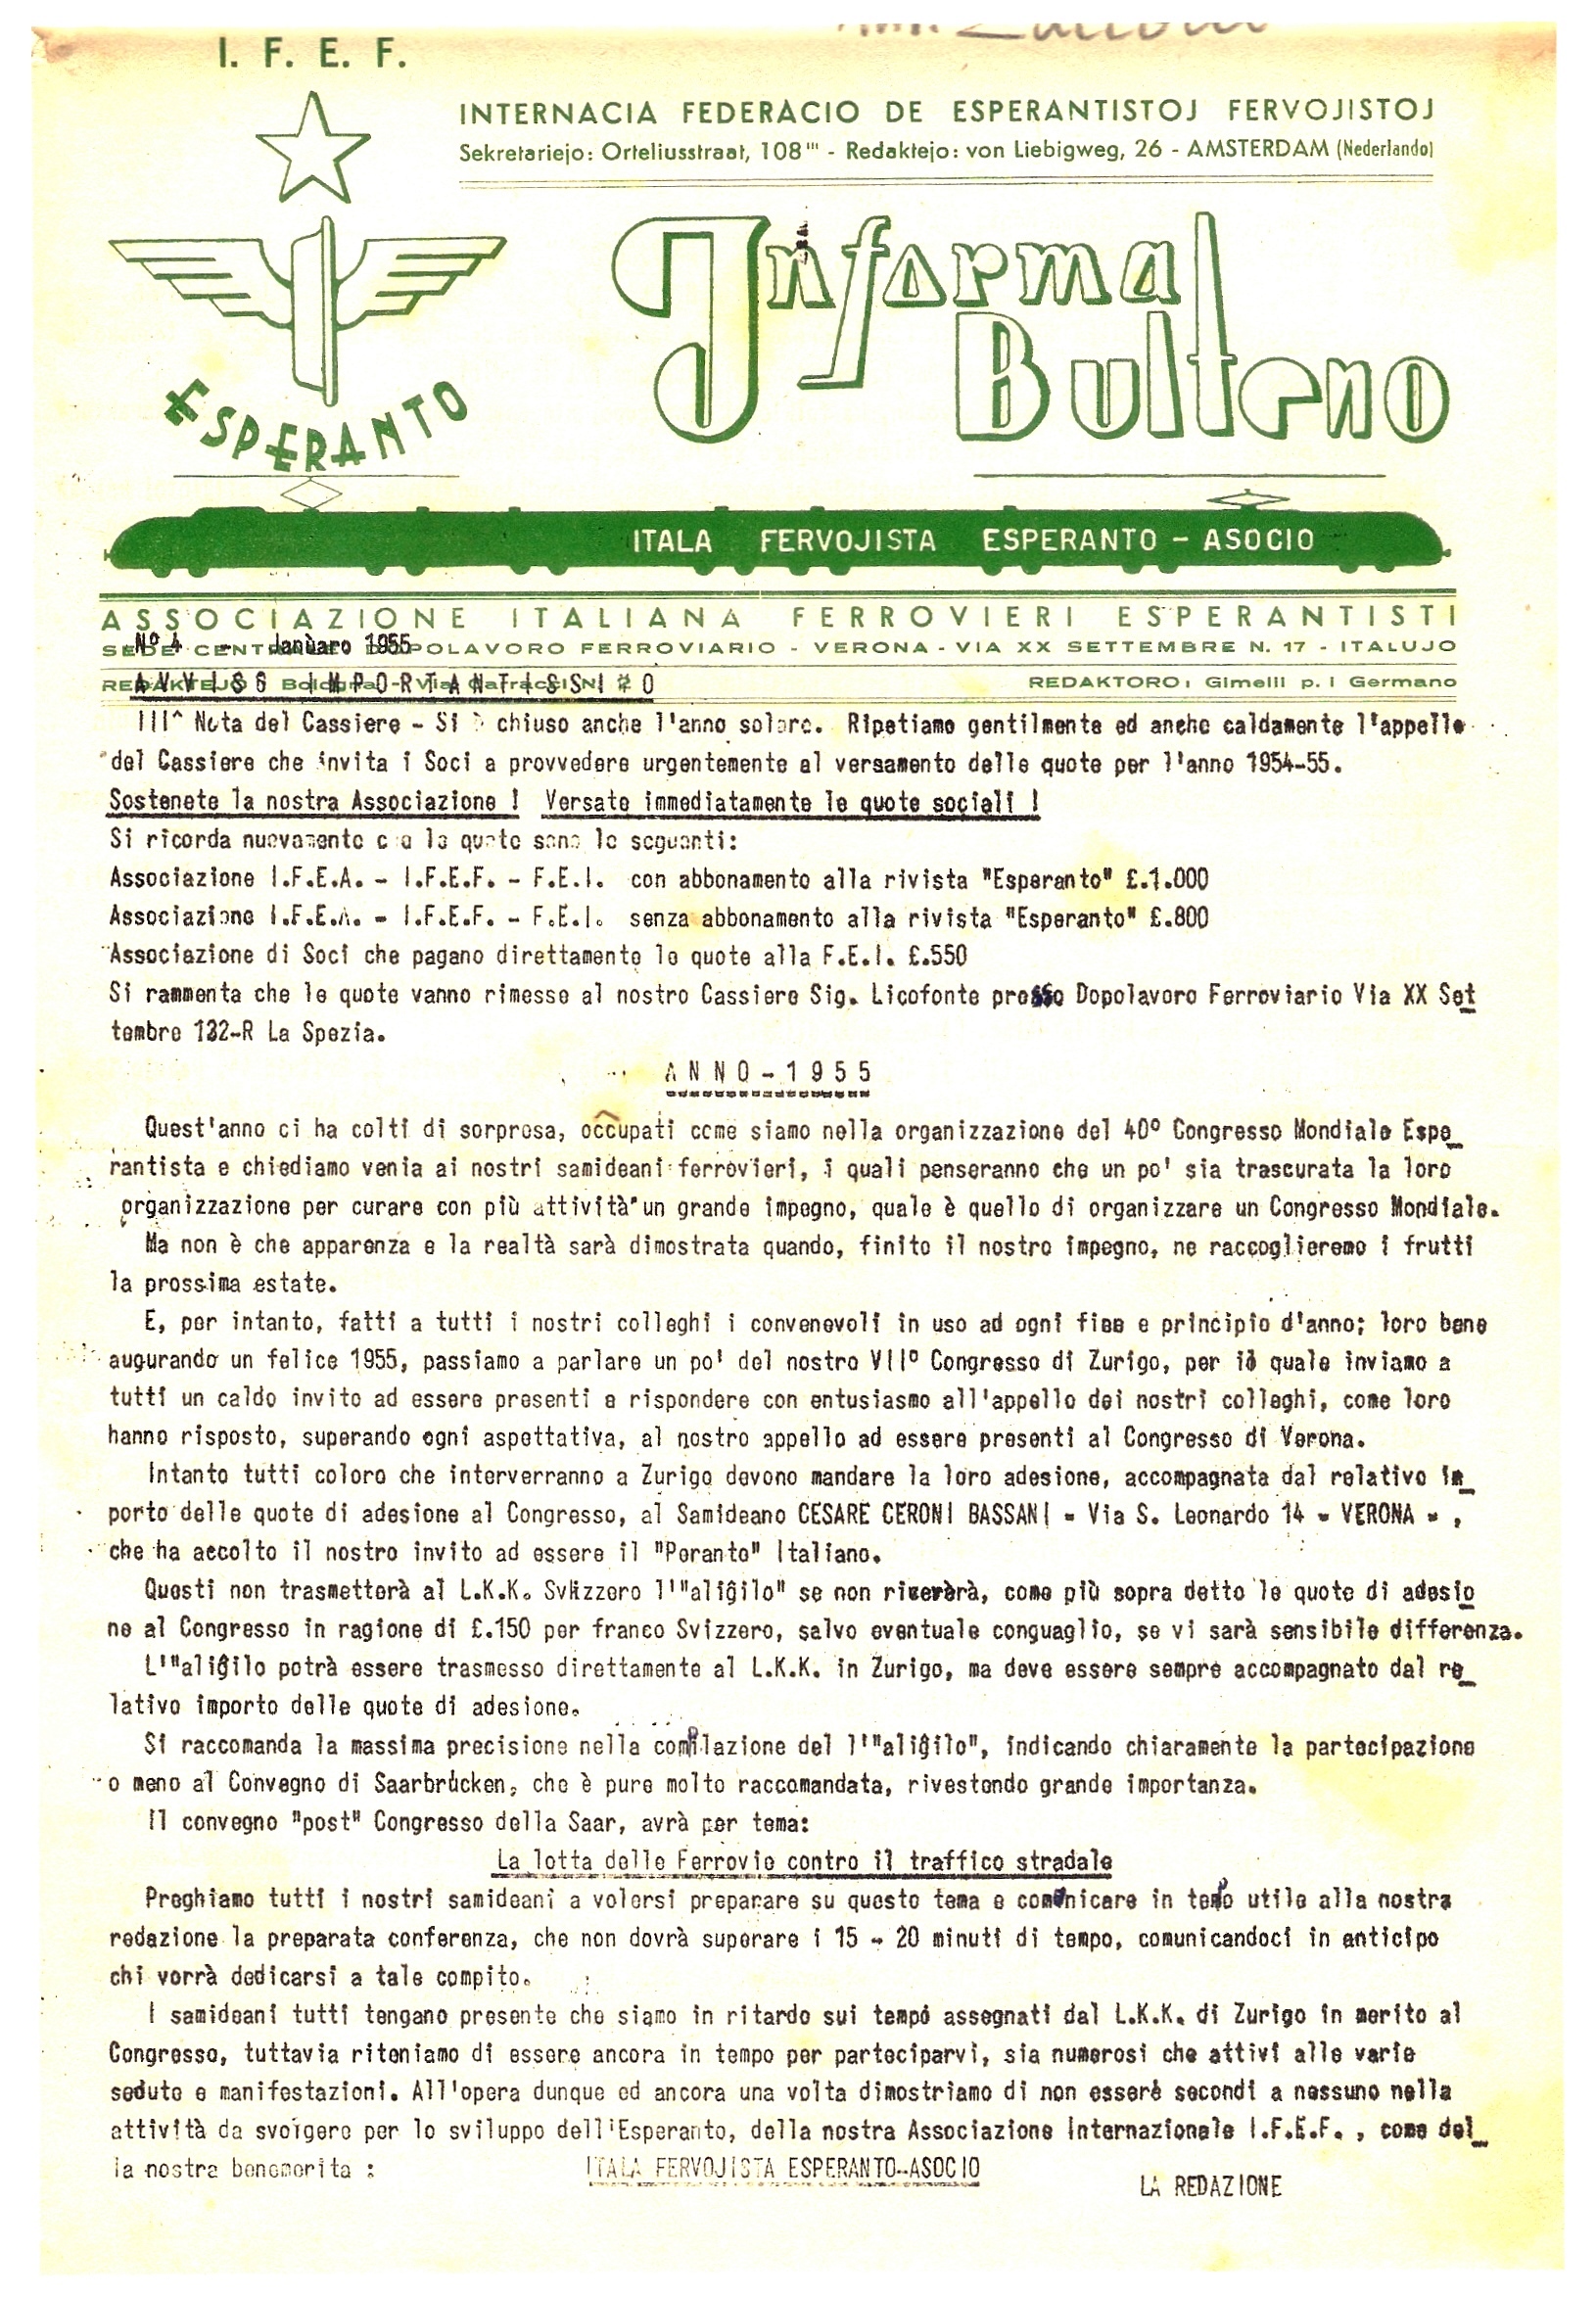 I. F. E. F.
INTERNACIA FEDERACIO DE ESPERANTISTOJ FERVOJISTOJ
Sekretariejo: Orteliusstraat, 108''' - Redaktejo: von Liebigweg, 26 - AMSTERDAM (Nederlando)
Informa
Bulteno
ESPERANTO
ITALA FERVOJISTA ESPERANTO - ASOCIO
ASSOCIAZIONE ITALIANA FERROVIERI ESPERANTISTI
Nº 4 - Januaro 1955
SEDE CENTRALE DOPOLAVORO FERROVIARIO - VERONA - VIA XX SETTEMBRE N. 17 - ITALUJO
AVVISO IMPORTANTISSIMO
REDAKTEJO: REDAKTORO: Gimelli p. i Germano
III^ Nota del Cassiere - Si è chiuso anche l'anno solare. Ripetiamo gentilmente ed anche caldamente l'appello
del Cassiere che invita i Soci a provvedere urgentemente al versamento delle quote per l'anno 1954-55.
Sostenete la nostra Associazione ! Versate immediatamente le quote sociali !
Si ricorda nuovamente che le quote sono le seguenti:
Associazione I.F.E.A. - I.F.E.F. - F.E.I. con abbonamento alla rivista "Esperanto" £.1.000
Associazione I.F.E.A. - I.F.E.F. - F.E.I. senza abbonamento alla rivista "Esperanto" £.800
Associazione di Soci che pagano direttamente le quote alla F.E.I. £.550
Si rammenta che le quote vanno rimesse al nostro Cassiere Sig. Licofonte presso Dopolavoro Ferroviario Via XX Set
tembre 132-R La Spezia.
ANNO-1955
Quest'anno ci ha colti di sorpresa, occupati come siamo nella organizzazione del 40º Congresso Mondiale Espe_
rantista e chiediamo venia ai nostri samideani ferrovieri, i quali penseranno che un po' sia trascurata la loro
organizzazione per curare con più attività un grande impegno, quale è quello di organizzare un Congresso Mondiale.
Ma non è che apparenza e la realtà sarà dimostrata quando, finito il nostro impegno, ne raccoglieremo i frutti
la prossima estate.
E, per intanto, fatti a tutti i nostri colleghi i convenevoli in uso ad ogni fine e principio d'anno; loro bene
augurando un felice 1955, passiamo a parlare un po' del nostro VIIº Congresso di Zurigo, per il quale inviamo a
tutti un caldo invito ad essere presenti e rispondere con entusiasmo all'appello dei nostri colleghi, come loro
hanno risposto, superando ogni aspettativa, al nostro appello ad essere presenti al Congresso di Verona.
Intanto tutti coloro che interverranno a Zurigo devono mandare la loro adesione, accompagnata dal relativo im_
porto delle quote di adesione al Congresso, al Samideano CESARE CERONI BASSANI - Via S. Leonardo 14 - VERONA - ,
che ha accolto il nostro invito ad essere il "Peranto" Italiano.
Questi non trasmetterà al L.K.K. Svizzero l'"aliĝilo" se non riceverà, come più sopra detto le quote di adesio
ne al Congresso in ragione di £.150 per franco Svizzero, salvo eventuale conguaglio, se vi sarà sensibile differenza.
L'"aliĝilo potrà essere trasmesso direttamente al L.K.K. in Zurigo, ma deve essere sempre accompagnato dal re_
lativo importo delle quote di adesione.
Si raccomanda la massima precisione nella compilazione del l'"aliĝilo", indicando chiaramente la partecipazione
o meno al Convegno di Saarbrücken, che è pure molto raccomandata, rivestendo grande importanza.
Il convegno "post" Congresso della Saar, avrà per tema:
La lotta delle Ferrovie contro il traffico stradale
Preghiamo tutti i nostri samideani a volersi preparare su questo tema e comunicare in tempo utile alla nostra
redazione la preparata conferenza, che non dovrà superare i 15 - 20 minuti di tempo, comunicandoci in anticipo
chi vorrà dedicarsi a tale compito.
I samideani tutti tengano presente che siamo in ritardo sui tempi assegnati dal L.K.K. di Zurigo in merito al
Congresso, tuttavia riteniamo di essere ancora in tempo per parteciparvi, sia numerosi che attivi alle varie
sedute e manifestazioni. All'opera dunque ed ancora una volta dimostriamo di non essere secondi a nessuno nella
attività da svolgere per lo sviluppo dell'Esperanto, della nostra Associazione Internazionale I.F.E.F. , come del_
la nostra benemerita : ITALA FERVOJISTA ESPERANTO-ASOCIO
LA REDAZIONE